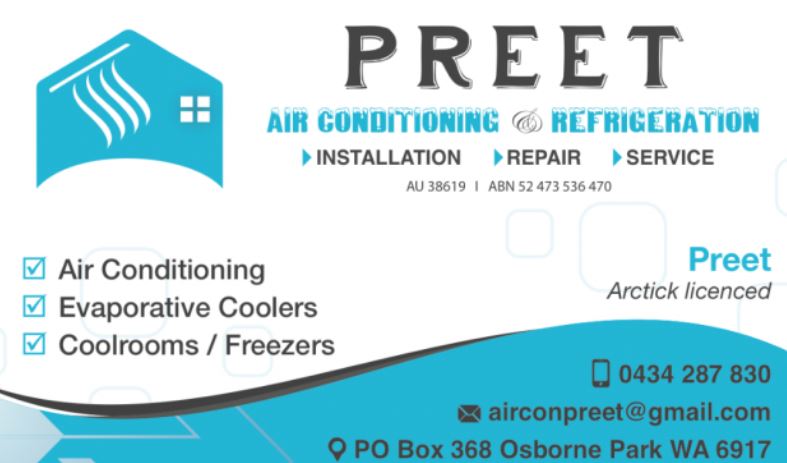 PREET
AIR CONDITIONING & REFRIGERATION
INSTALLATION REPAIR SERVICE
AU 38619 | ABN 52 473 536 470
Air Conditioning
Evaporative Coolers
Coolrooms / Freezers
Preet
Arctick licenced
0434 287 830
airconpreet@gmail.com
PO Box 368 Osborne Park WA 6917